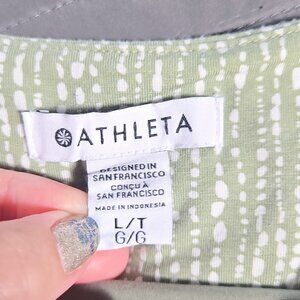 ATHLETA
DESIGNED IN
SAN FRANCISCO
CONÇU À
SAN FRANCISCO
MADE IN INDONESIA
L/T
G/G